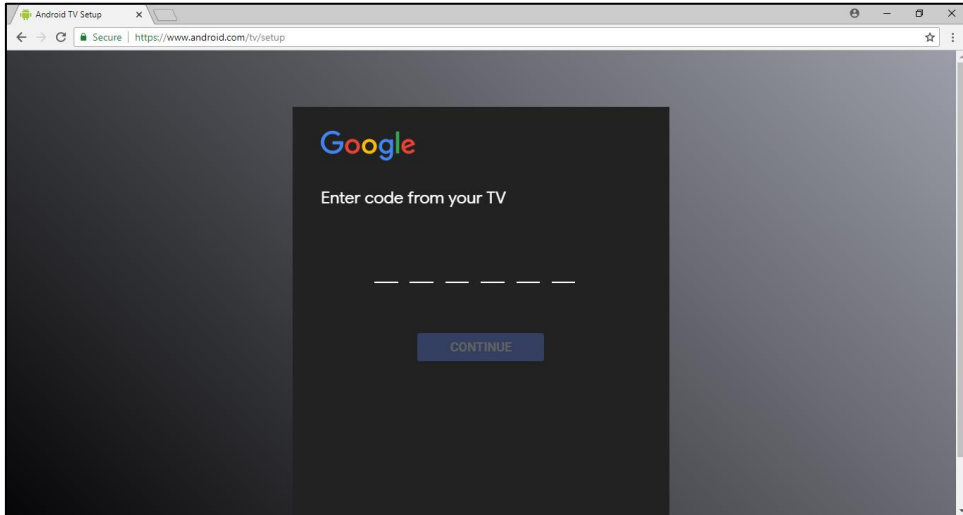 Android TV Setup
Secure | https://www.android.com/tv/setup
Google
Enter code from your TV
CONTINUE